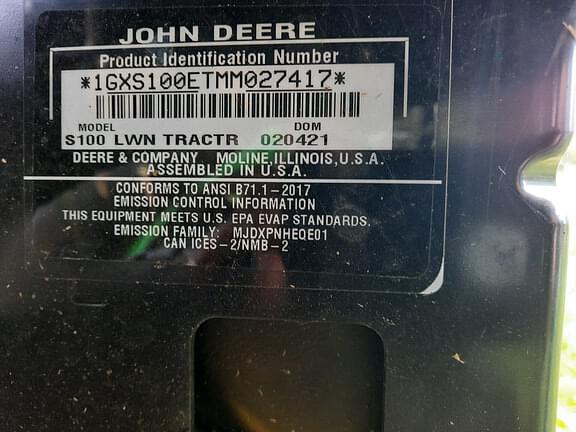 JOHN DEERE
Product Identification Number
*1GXS100ETMM027417*
MODEL DOM
S100 LWN TRACTR 020421
DEERE & COMPANY MOLINE,ILLINOIS,U.S.A.
ASSEMBLED IN U.S.A.
CONFORMS TO ANSI B71.1-2017
EMISSION CONTROL INFORMATION
THIS EQUIPMENT MEETS U.S. EPA EVAP STANDARDS.
EMISSION FAMILY: MJDXPNHEQE01
CAN ICES-2/NMB-2